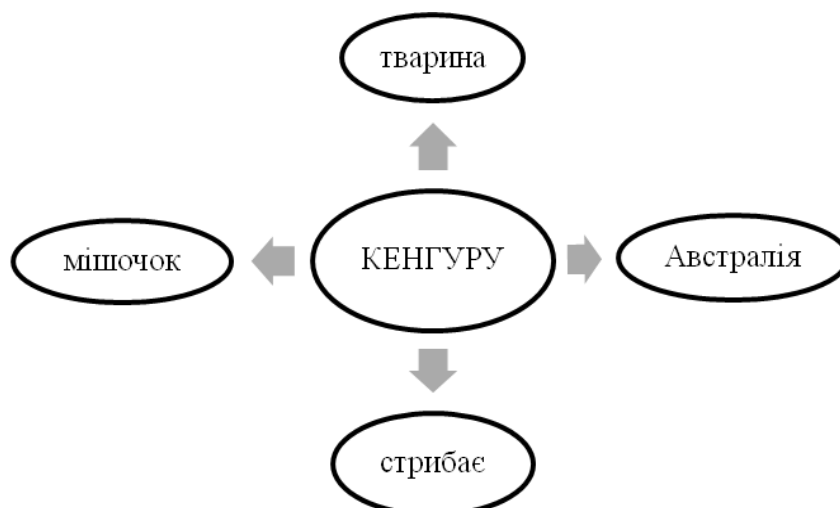 тварина
мішочок
КЕНГУРУ
Австралія
стрибає